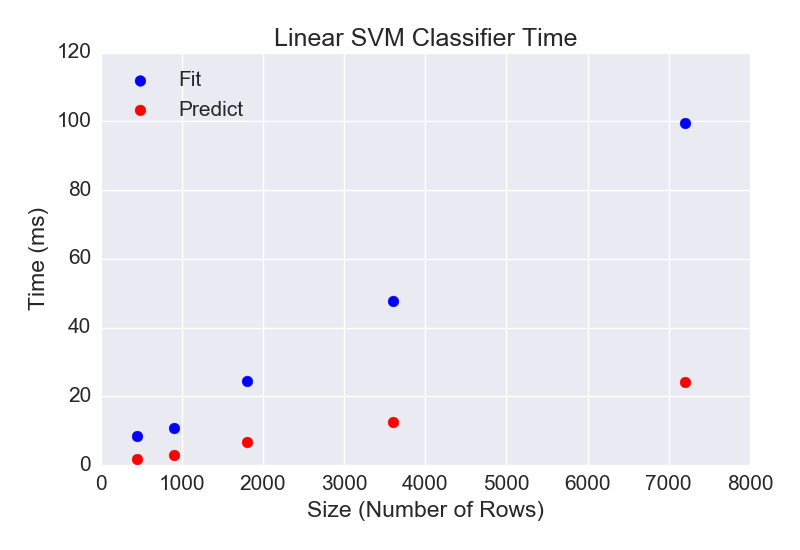 Linear SVM Classifier Time
120
100
80
60
40
20
0
Time (ms)
Fit
Predict
0 1000 2000 3000 4000 5000 6000 7000 8000
Size (Number of Rows)